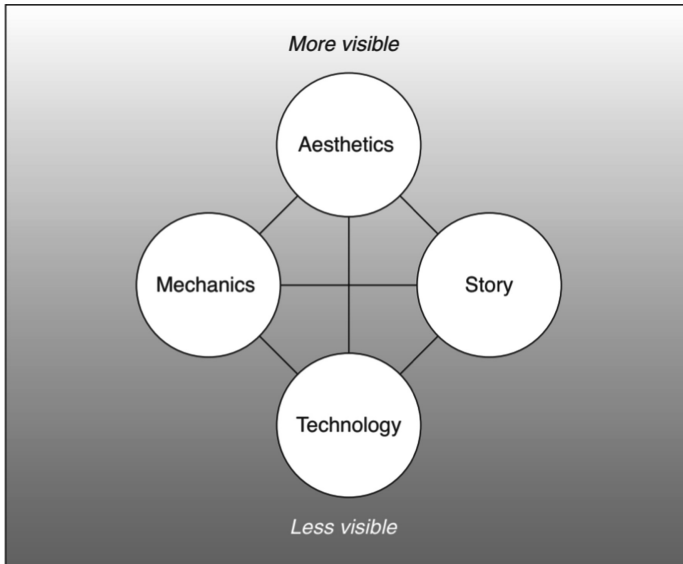 More visible
Aesthetics
Mechanics
Story
Technology
Less visible